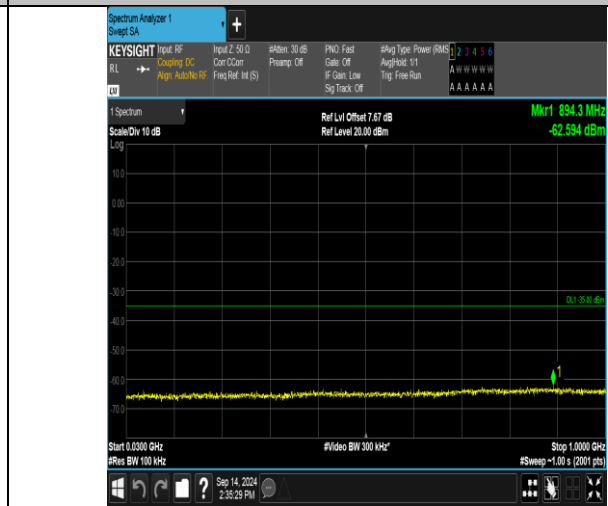 Spectrum Analyzer 1
Swept SA
+
KEYSIGHT Input: RF Input Z: 50 Ω #Atten: 30 dB PNO: Fast #Avg Type: Power (RMS 1 2 3 4 5 6
RL Coupling: DC Corr CCorr Preamp: Off Gate: Off Avg|Hold: 1/1 A W W W W W
Align: Auto/No RF Freq Ref: Int (S) IF Gain: Low Trig: Free Run
LXI Sig Track: Off A A A A A A
1 Spectrum Ref Lvl Offset 7.67 dB Mkr1 894.3 MHz
Scale/Div 10 dB Ref Level 20.00 dBm -62.594 dBm
Log
10.0
0.00
-10.0
-20.0
-30.0
DL1 -35.00 dBm
-40.0
-50.0
1
-60.0
-70.0
Start 0.0300 GHz #Video BW 300 kHz* Stop 1.0000 GHz
#Res BW 100 kHz #Sweep ~1.00 s (2001 pts)
? Sep 14, 2024
2:35:29 PM